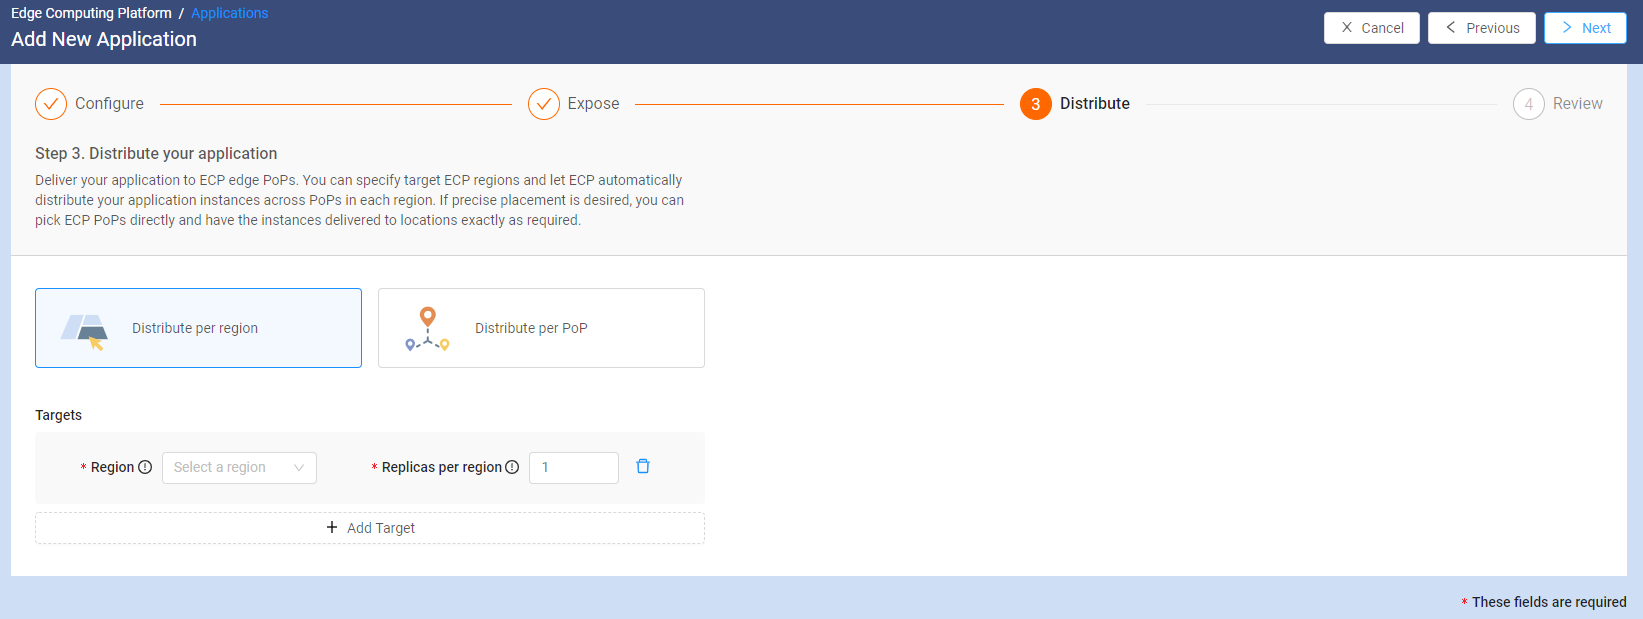 Edge Computing Platform / Applications
Add New Application
Cancel
Previous
Next
Configure
Expose
3 Distribute
4 Review
Step 3. Distribute your application
Deliver your application to ECP edge PoPs. You can specify target ECP regions and let ECP automatically
distribute your application instances across PoPs in each region. If precise placement is desired, you can
pick ECP PoPs directly and have the instances delivered to locations exactly as required.
Distribute per region
Distribute per PoP
Targets
* Region Select a region * Replicas per region 1
+ Add Target
* These fields are required